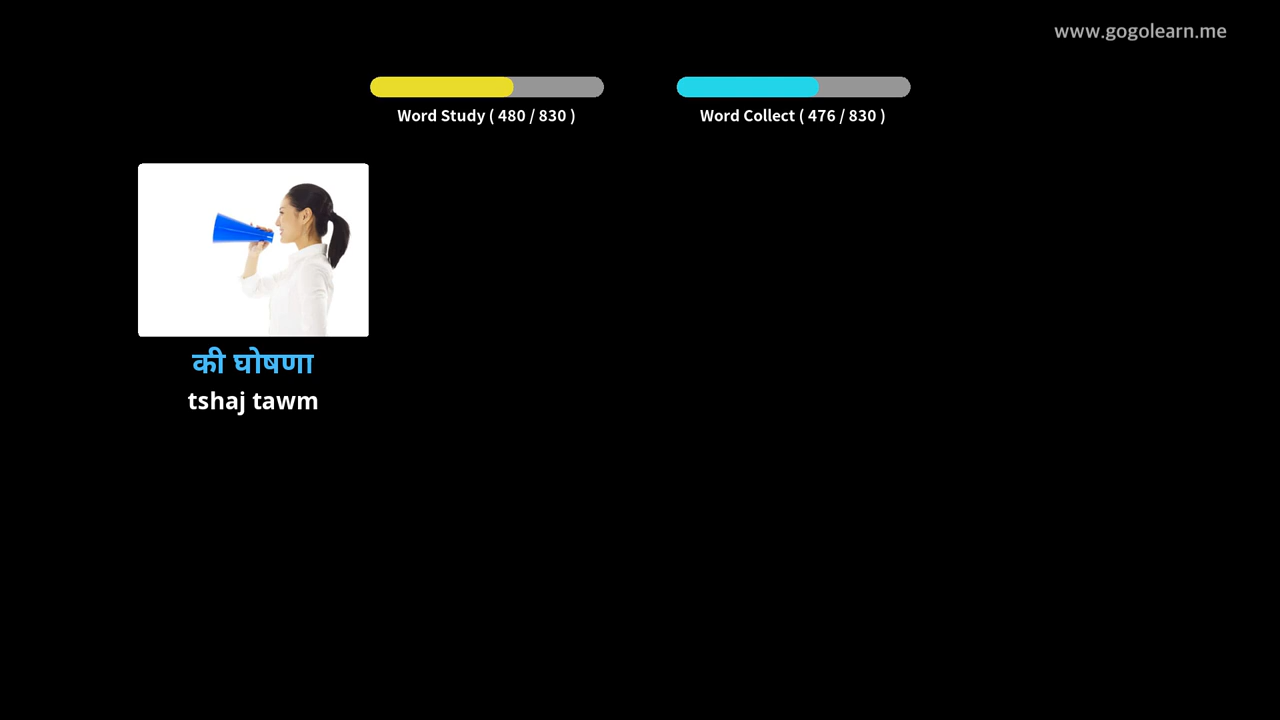 www.gogolearn.me
Word Study ( 480 / 830 )
Word Collect ( 476 / 830 )
की घोषणा
tshaj tawm